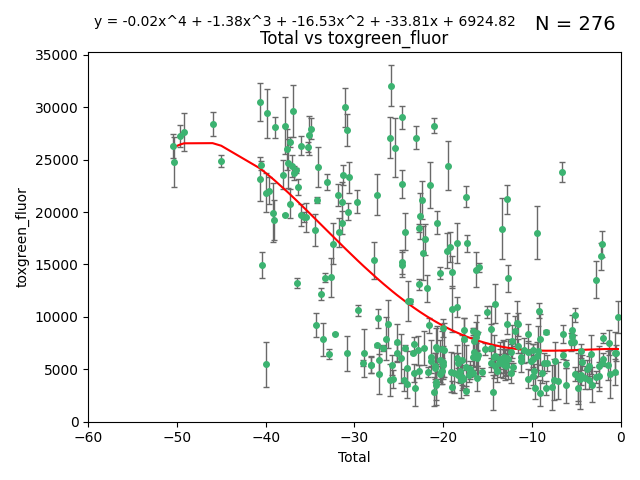 y = -0.02x^4 + -1.38x^3 + -16.53x^2 + -33.81x + 6924.82 N = 276
Total vs toxgreen_fluor
35000
30000
25000
20000
15000
10000
5000
0
toxgreen_fluor
−60 −50 −40 −30 −20 −10 0
Total